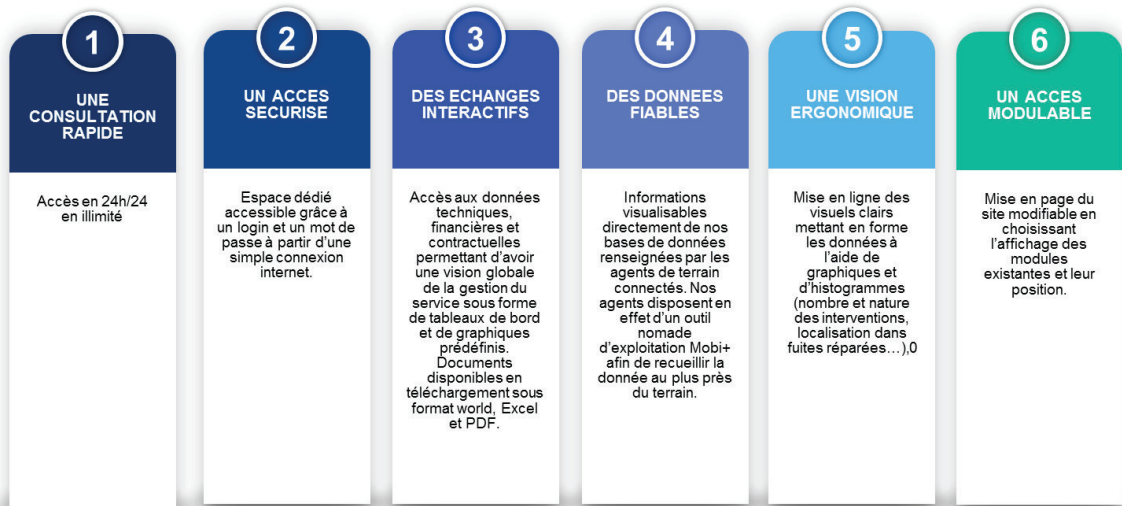 1
UNE
CONSULTATION
RAPIDE
Accès en 24h/24
en illimité
2
UN ACCES
SECURISE
Espace dédié
accessible grâce à
un login et un mot de
passe à partir d'une
simple connexion
internet.
3
DES ECHANGES
INTERACTIFS
Accès aux données
techniques,
financières et
contractuelles
permettant d'avoir
une vision globale
de la gestion du
service sous forme
de tableaux de bord
et de graphiques
prédéfinis.
Documents
disponibles en
téléchargement sous
format world, Excel
et PDF.
4
DES DONNEES
FIABLES
Informations
visualisables
directement de nos
bases de données
renseignées par les
agents de terrain
connectés. Nos
agents disposent en
effet d'un outil
nomade
d'exploitation Mobi+
afin de recueillir la
donnée au plus près
du terrain.
5
UNE VISION
ERGONOMIQUE
Mise en ligne des
visuels clairs
mettant en forme
les données à
l'aide de
graphiques et
d'histogrammes
(nombre et nature
des interventions,
localisation dans
fuites réparées…),0
6
UN ACCES
MODULABLE
Mise en page du
site modifiable en
choisissant
l'affichage des
modules
existantes et leur
position.